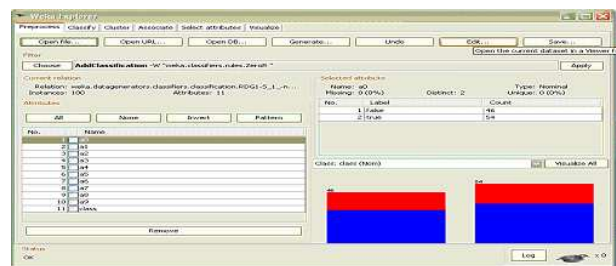 Weka Explorer
Preprocess Classify Cluster Associate Select attributes Visualize
Open file... Open URL... Open DB... Generate... Undo Edit... Save...
Open the current dataset in a Viewer f
Filter
Choose AddClassification -W "weka.classifiers.rules.ZeroR" Apply
Current relation
Relation: weka.datagenerators.classifiers.classification.RDG1-S_1_-n...
Instances: 100 Attributes: 11
Attributes
All None Invert Pattern
No. Name
1 a0
2 a1
3 a2
4 a3
5 a4
6 a5
7 a6
8 a7
9 a8
10 a9
11 class
Remove
Selected attribute
Name: a0 Type: Nominal
Missing: 0 (0%) Distinct: 2 Unique: 0 (0%)
No. Label Count
1 false 46
2 true 54
Class: class (Nom) Visualize All
46 54
Status
OK Log x 0